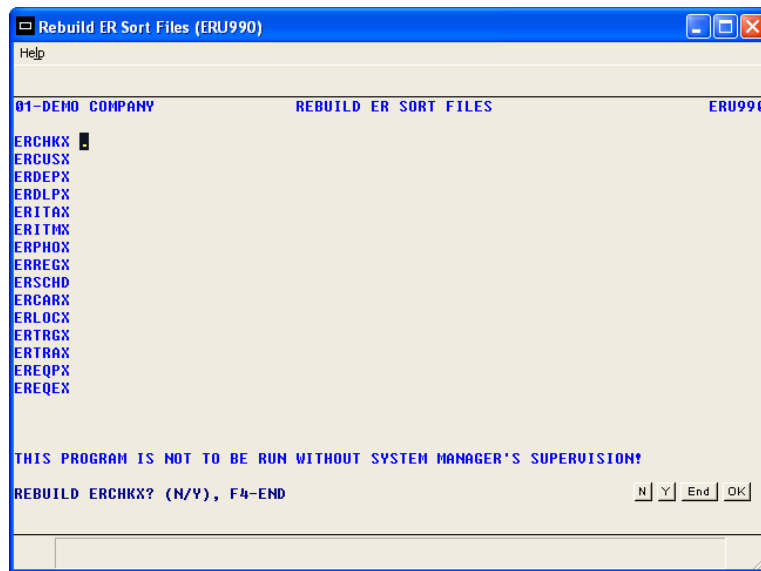 Rebuild ER Sort Files (ERU990)
Help
01-DEMO COMPANY REBUILD ER SORT FILES ERU990
ERCHKX .
ERCUSX
ERDEPX
ERDLPX
ERITAX
ERITMX
ERPHOX
ERREGX
ERSCHD
ERCARX
ERLOCX
ERTRGX
ERTRAX
EREQPX
EREQEX
THIS PROGRAM IS NOT TO BE RUN WITHOUT SYSTEM MANAGER'S SUPERVISION!
REBUILD ERCHKX? (N/Y), F4-END N Y End OK